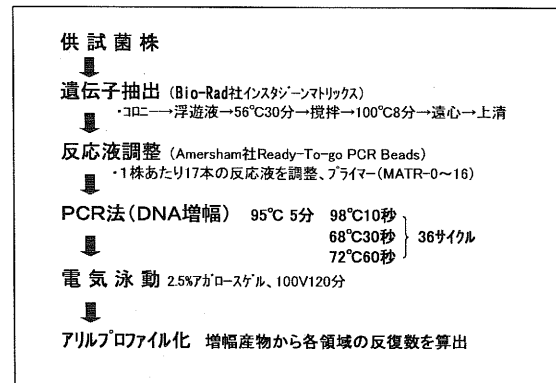 供 試 菌 株
遺伝子抽出 (Bio-Rad社インスタジーンマトリックス)
・コロニー→浮遊液→56℃30分→撹拌→100℃8分→遠心→上清
反応液調整 (Amersham社Ready-To-go PCR Beads)
・1株あたり17本の反応液を調整、プライマー(MATR-0～16)
PCR法(DNA増幅) 95℃ 5分 98℃10秒
68℃30秒 36サイクル
72℃60秒
電 気 泳 動 2.5%アガロースゲル、100V120分
アリルプロファイル化 増幅産物から各領域の反復数を算出